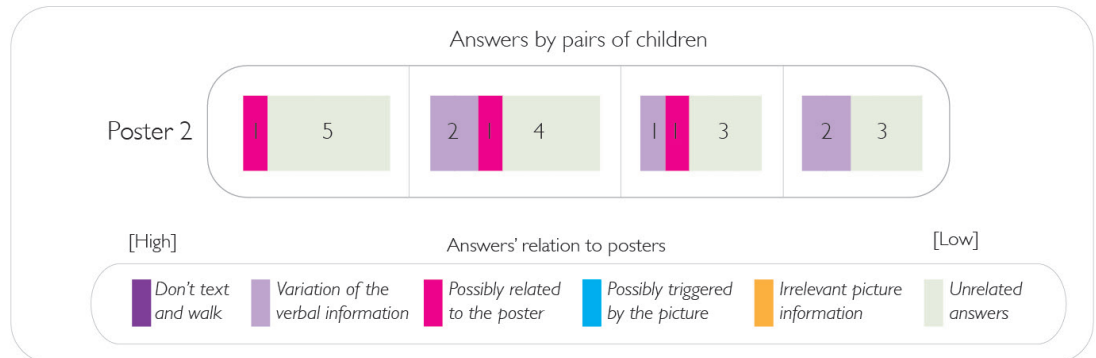 Answers by pairs of children
Poster 2
1 5
2 1 4
1 1 3
2 3
[High] Answers' relation to posters [Low]
Don't text
and walk
Variation of the
verbal information
Possibly related
to the poster
Possibly triggered
by the picture
Irrelevant picture
information
Unrelated
answers